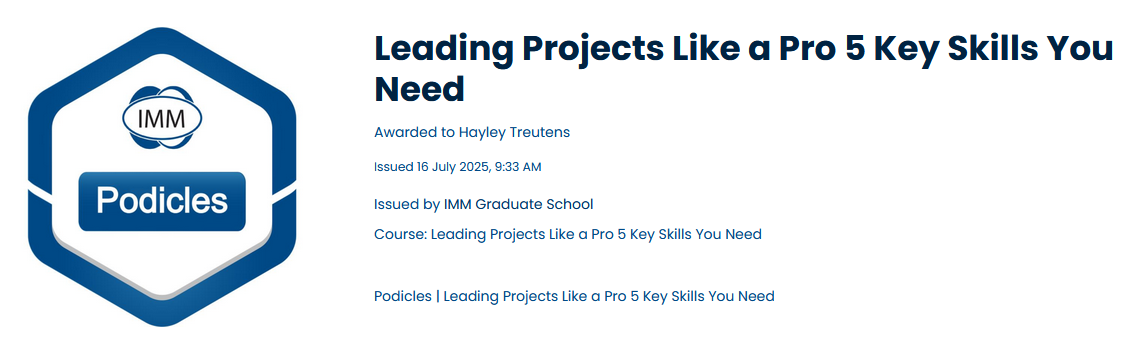 IMM
Podicles
Leading Projects Like a Pro 5 Key Skills You
Need
Awarded to Hayley Treutens
Issued 16 July 2025, 9:33 AM
Issued by IMM Graduate School
Course: Leading Projects Like a Pro 5 Key Skills You Need
Podicles | Leading Projects Like a Pro 5 Key Skills You Need